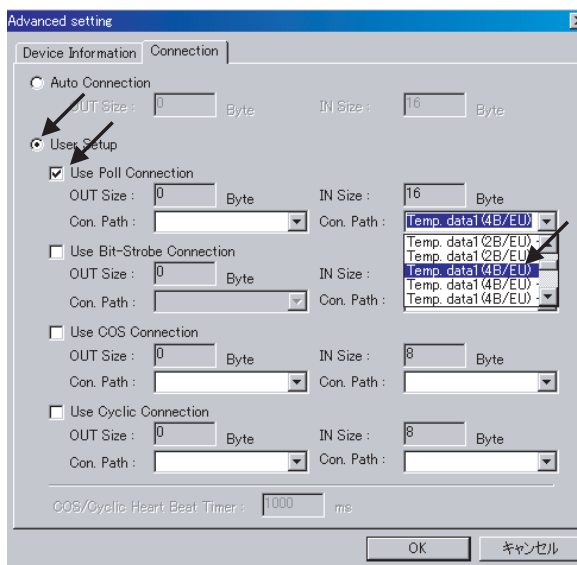 Advanced setting
Device Information Connection
Auto Connection
OUT Size : 0 Byte IN Size : 16 Byte
User Setup
Use Poll Connection
OUT Size : 0 Byte IN Size : 16 Byte
Con. Path : Con. Path : Temp. data1(4B/EU)
Temp. data1(2B/EU) -
Use Bit-Strobe Connection Temp. data1(2B/EU)
OUT Size : 0 Byte IN Size : Temp. data1(4B/EU)
Temp. data1(4B/EU) -
Con. Path : Con. Path : Temp. data1(4B/EU) -
Use COS Connection
OUT Size : 0 Byte IN Size : 8 Byte
Con. Path : Con. Path :
Use Cyclic Connection
OUT Size : 0 Byte IN Size : 8 Byte
Con. Path : Con. Path :
COS/Cyclic Heart Beat Timer : 1000 ms
OK キャンセル